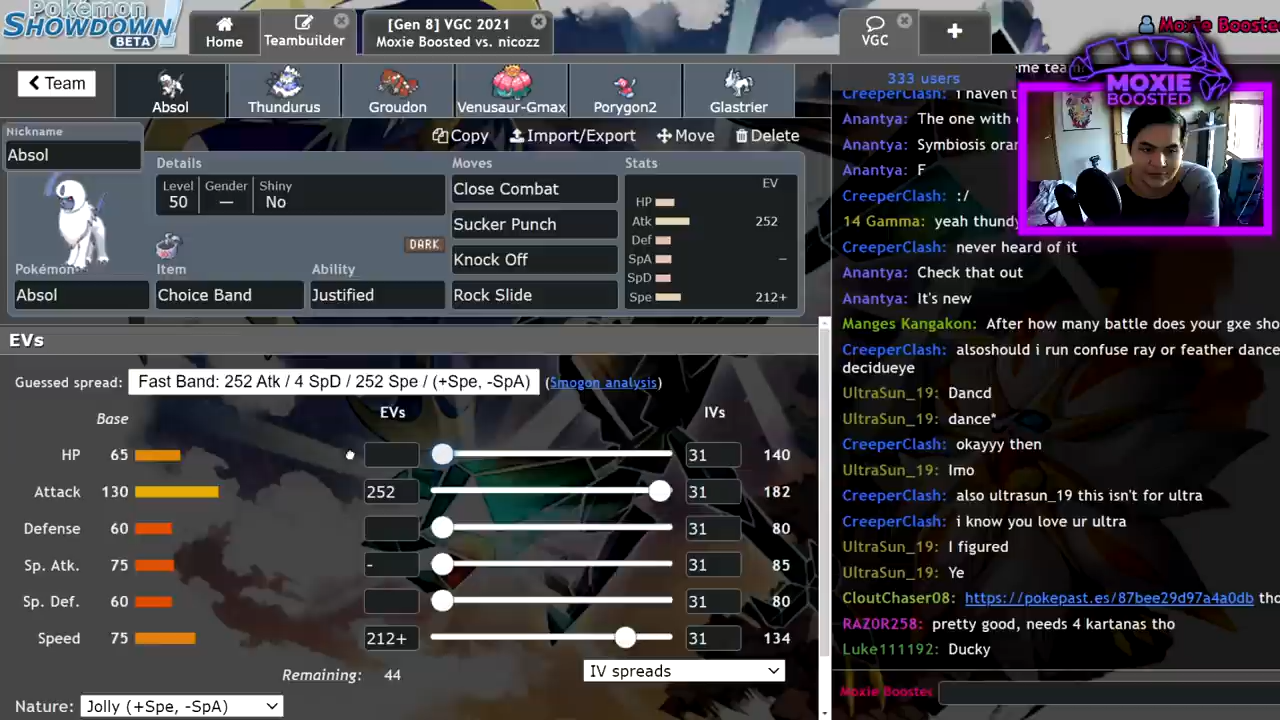 Pokémon
SHOWDOWN!
BETA
Home
Teambuilder
[Gen 8] VGC 2021
Moxie Boosted vs. nicozz
VGC
Moxie Booste
Team
Absol
Thundurus
Groudon
Venusaur-Gmax
Porygon2
Glastrier
Copy
Import/Export
Move
Delete
Nickname
Absol
Details
Level
50
Gender
—
Shiny
No
DARK
Pokémon
Absol
Item
Choice Band
Ability
Justified
Moves
Close Combat
Sucker Punch
Knock Off
Rock Slide
Stats
EV
HP
Atk 252
Def
SpA –
SpD
Spe 212+
EVs
Guessed spread: Fast Band: 252 Atk / 4 SpD / 252 Spe / (+Spe, -SpA) (Smogon analysis)
Base EVs IVs
HP 65 31 140
Attack 130 252 31 182
Defense 60 31 80
Sp. Atk. 75 - 31 85
Sp. Def. 60 31 80
Speed 75 212+ 31 134
Remaining: 44
IV spreads
Nature: Jolly (+Spe, -SpA)
333 users
eme tea
MOXIE
BOOSTED
CreeperClash: i haven't
Anantya: The one with
Anantya: Symbiosis oran
Anantya: F
CreeperClash: :/
14 Gamma: yeah thundy
CreeperClash: never heard of it
Anantya: Check that out
Anantya: It's new
Manges Kangakon: After how many battle does your gxe sho
CreeperClash: alsoshould i run confuse ray or feather dance
decidueye
UltraSun_19: Dancd
UltraSun_19: dance*
CreeperClash: okayyy then
UltraSun_19: Imo
CreeperClash: also ultrasun_19 this isn't for ultra
CreeperClash: i know you love ur ultra
UltraSun_19: I figured
UltraSun_19: Ye
CloutChaser08: https://pokepast.es/87bee29d97a4a0db tho
RAZ0R258: pretty good, needs 4 kartanas tho
Luke111192: Ducky
Moxie Booster